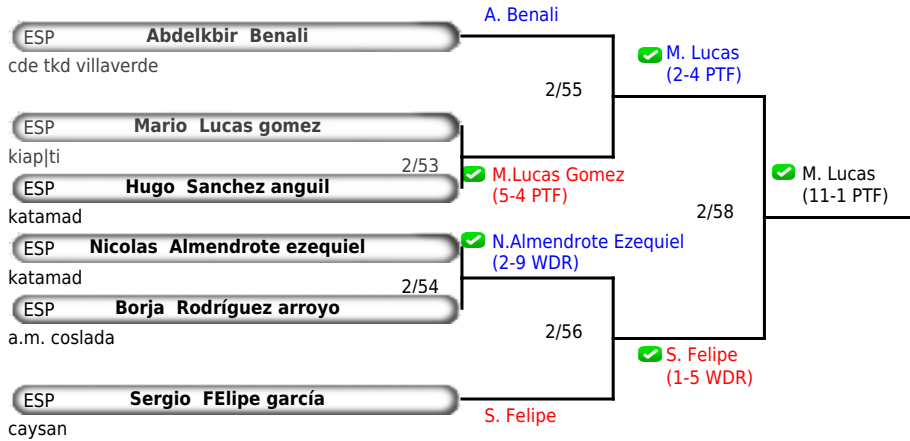 A. Benali
ESP Abdelkbir Benali
cde tkd villaverde
M. Lucas
(2-4 PTF)
2/55
ESP Mario Lucas gomez
kiap|ti
2/53
M.Lucas Gomez
(5-4 PTF)
M. Lucas
(11-1 PTF)
ESP Hugo Sanchez anguil
katamad
2/58
ESP Nicolas Almendrote ezequiel
N.Almendrote Ezequiel
(2-9 WDR)
katamad
2/54
ESP Borja Rodríguez arroyo
a.m. coslada
2/56
S. Felipe
(1-5 WDR)
ESP Sergio FElipe garcía
S. Felipe
caysan